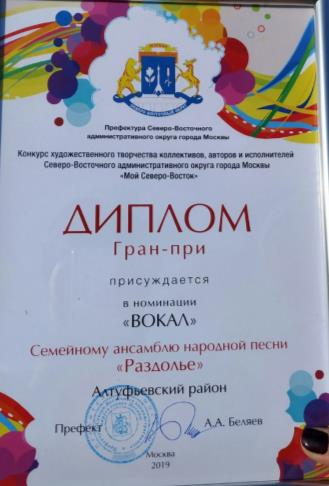 Префектура Северо-Восточного
административного округа города Москвы
Конкурс художественного творчества коллективов, авторов и исполнителей
Северо-Восточного административного округа города Москвы
«Мой Северо-Восток»
ДИПЛОМ
Гран-при
присуждается
в номинации
«ВОКАЛ»
Семейному ансамблю народной песни
«Раздолье»
Алтуфьевский район
Префект А.А. Беляев
Москва
2019